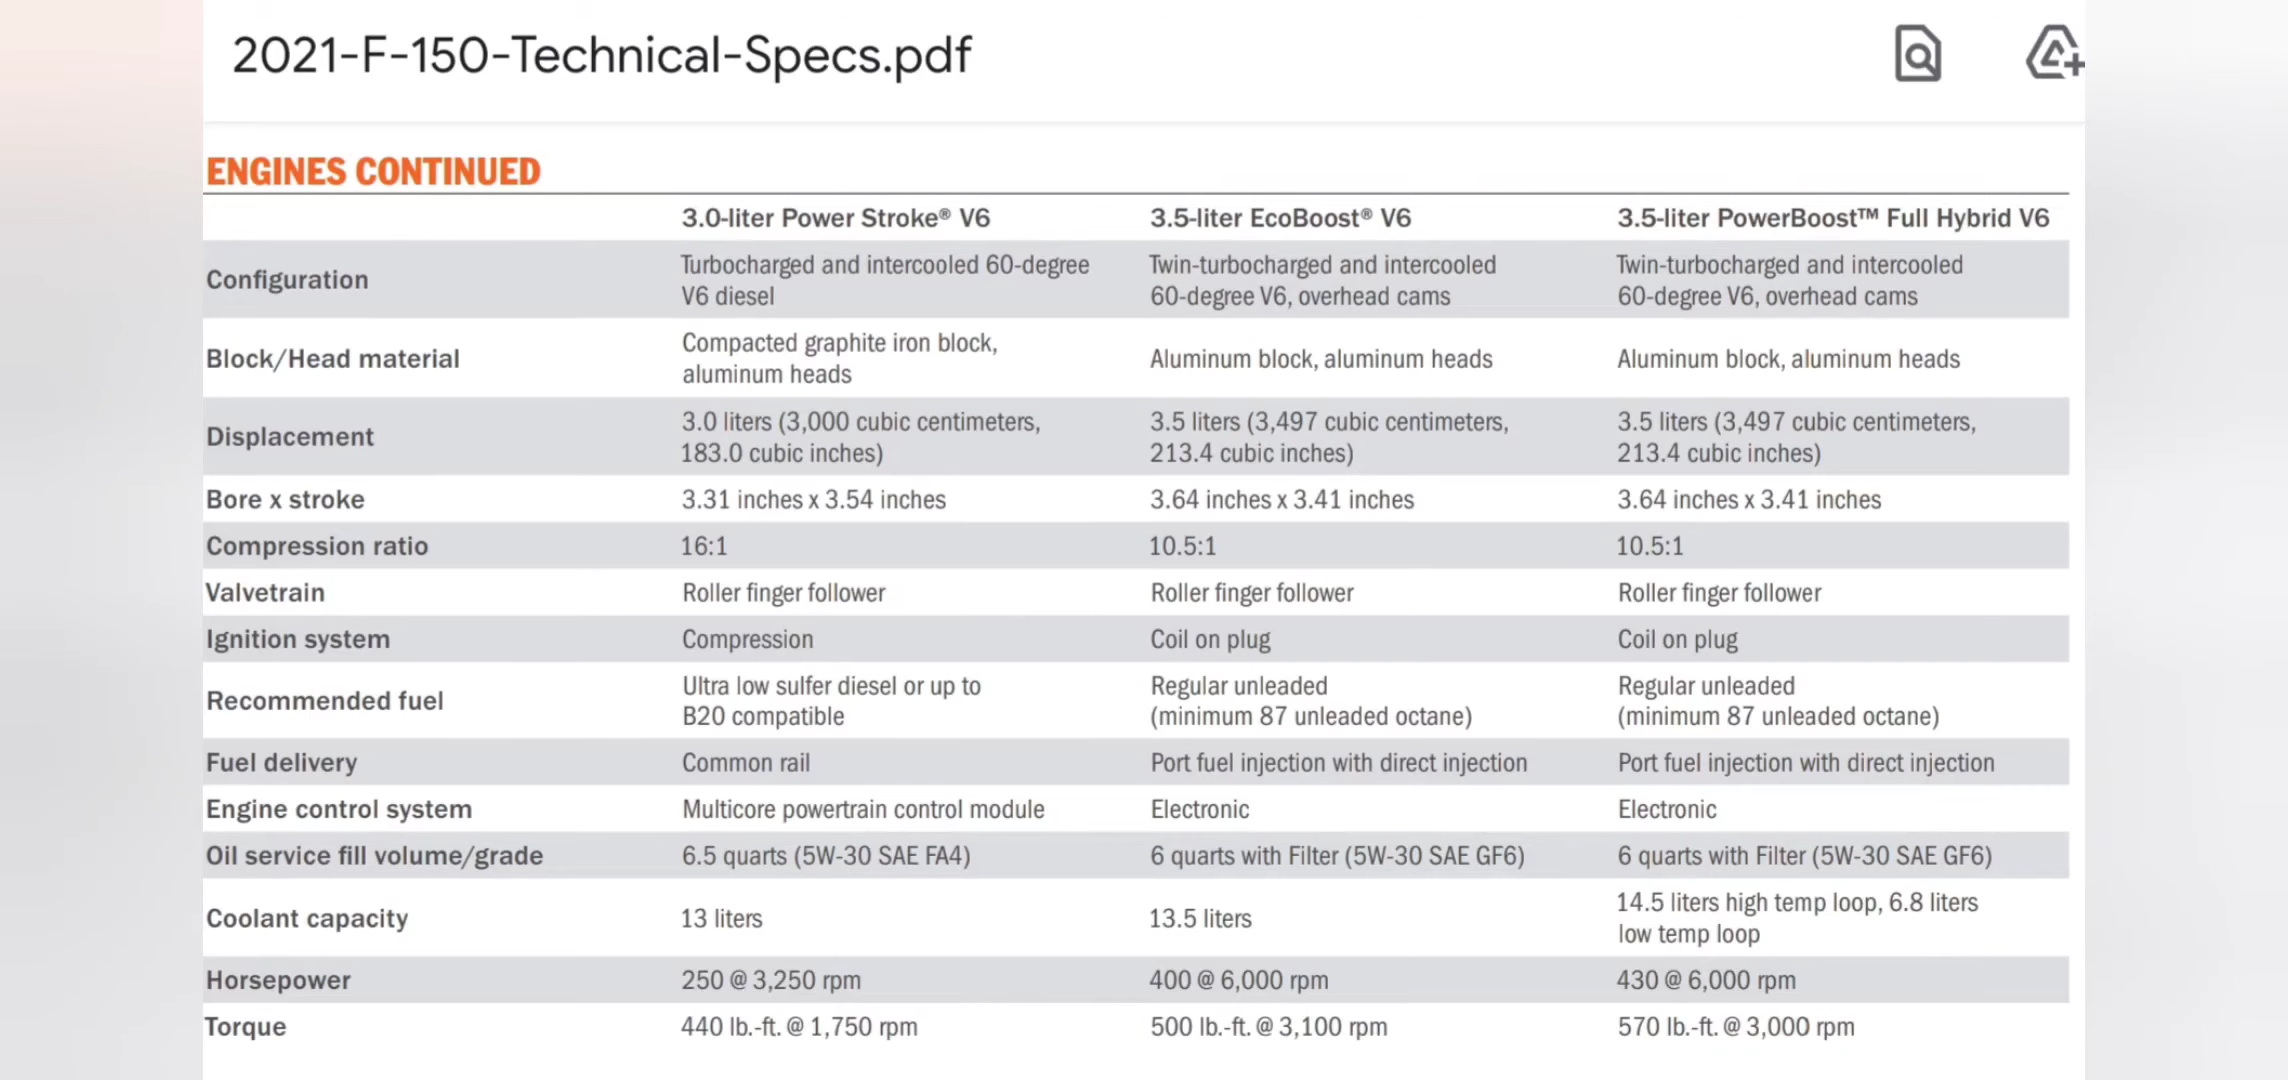 2021-F-150-Technical-Specs.pdf
ENGINES CONTINUED
3.0-liter Power Stroke® V6 3.5-liter EcoBoost® V6 3.5-liter PowerBoost™ Full Hybrid V6
Configuration
Turbocharged and intercooled 60-degree
V6 diesel
Twin-turbocharged and intercooled
60-degree V6, overhead cams
Twin-turbocharged and intercooled
60-degree V6, overhead cams
Block/Head material
Compacted graphite iron block,
aluminum heads
Aluminum block, aluminum heads
Aluminum block, aluminum heads
Displacement
3.0 liters (3,000 cubic centimeters,
183.0 cubic inches)
3.5 liters (3,497 cubic centimeters,
213.4 cubic inches)
3.5 liters (3,497 cubic centimeters,
213.4 cubic inches)
Bore x stroke 3.31 inches x 3.54 inches 3.64 inches x 3.41 inches 3.64 inches x 3.41 inches
Compression ratio 16:1 10.5:1 10.5:1
Valvetrain Roller finger follower Roller finger follower Roller finger follower
Ignition system Compression Coil on plug Coil on plug
Recommended fuel
Ultra low sulfer diesel or up to
B20 compatible
Regular unleaded
(minimum 87 unleaded octane)
Regular unleaded
(minimum 87 unleaded octane)
Fuel delivery Common rail Port fuel injection with direct injection Port fuel injection with direct injection
Engine control system Multicore powertrain control module Electronic Electronic
Oil service fill volume/grade 6.5 quarts (5W-30 SAE FA4) 6 quarts with Filter (5W-30 SAE GF6) 6 quarts with Filter (5W-30 SAE GF6)
Coolant capacity
13 liters
13.5 liters
14.5 liters high temp loop, 6.8 liters
low temp loop
Horsepower 250 @ 3,250 rpm 400 @ 6,000 rpm 430 @ 6,000 rpm
Torque 440 lb.-ft. @ 1,750 rpm 500 lb.-ft. @ 3,100 rpm 570 lb.-ft. @ 3,000 rpm